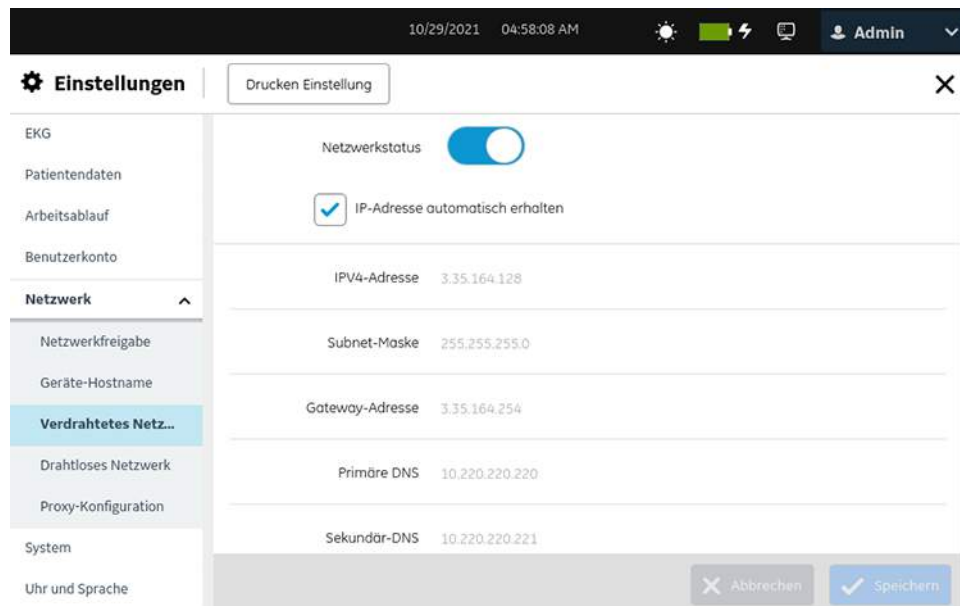 10/29/2021 04:58:08 AM Admin
Einstellungen Drucken Einstellung
EKG
Patientendaten
Arbeitsablauf
Benutzerkonto
Netzwerk
Netzwerkfreigabe
Geräte-Hostname
Verdrahtetes Netz...
Drahtloses Netzwerk
Proxy-Konfiguration
System
Uhr und Sprache
Netzwerkstatus
IP-Adresse automatisch erhalten
IPV4-Adresse 3.35.164.128
Subnet-Maske 255.255.255.0
Gateway-Adresse 3.35.164.254
Primäre DNS 10.220.220.220
Sekundär-DNS 10.220.220.221
Abbrechen Speichern